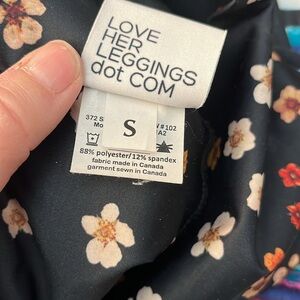 LOVE
HER
LEGGINGS
dot COM
372 S
#102
Mo
A2
S
88% polyester/12% spandex
fabric made in Canada
garment sewn in Canada